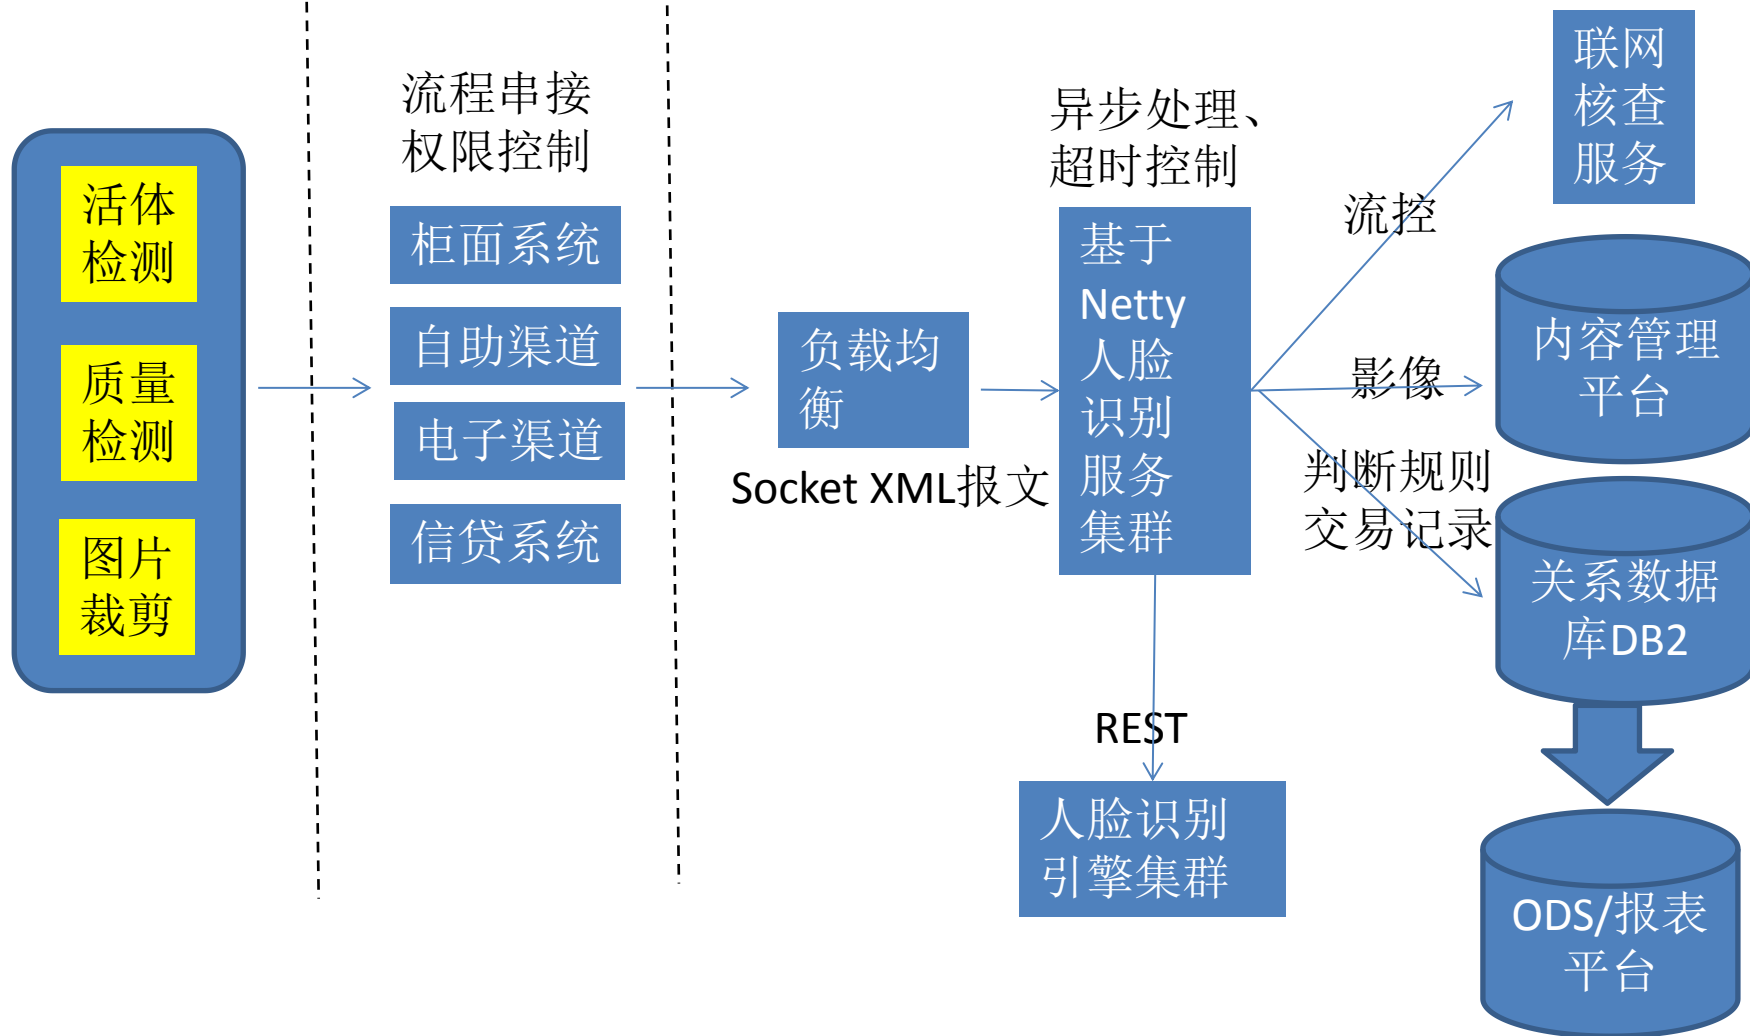 活体
检测
质量
检测
图片
裁剪
流程串接
权限控制
柜面系统
自助渠道
电子渠道
信贷系统
负载均
衡
Socket XML报文
异步处理、
超时控制
基于
Netty
人脸
识别
服务
集群
REST
人脸识别
引擎集群
流控
影像
判断规则
交易记录
联网
核查
服务
内容管理
平台
关系数据
库DB2
ODS/报表
平台